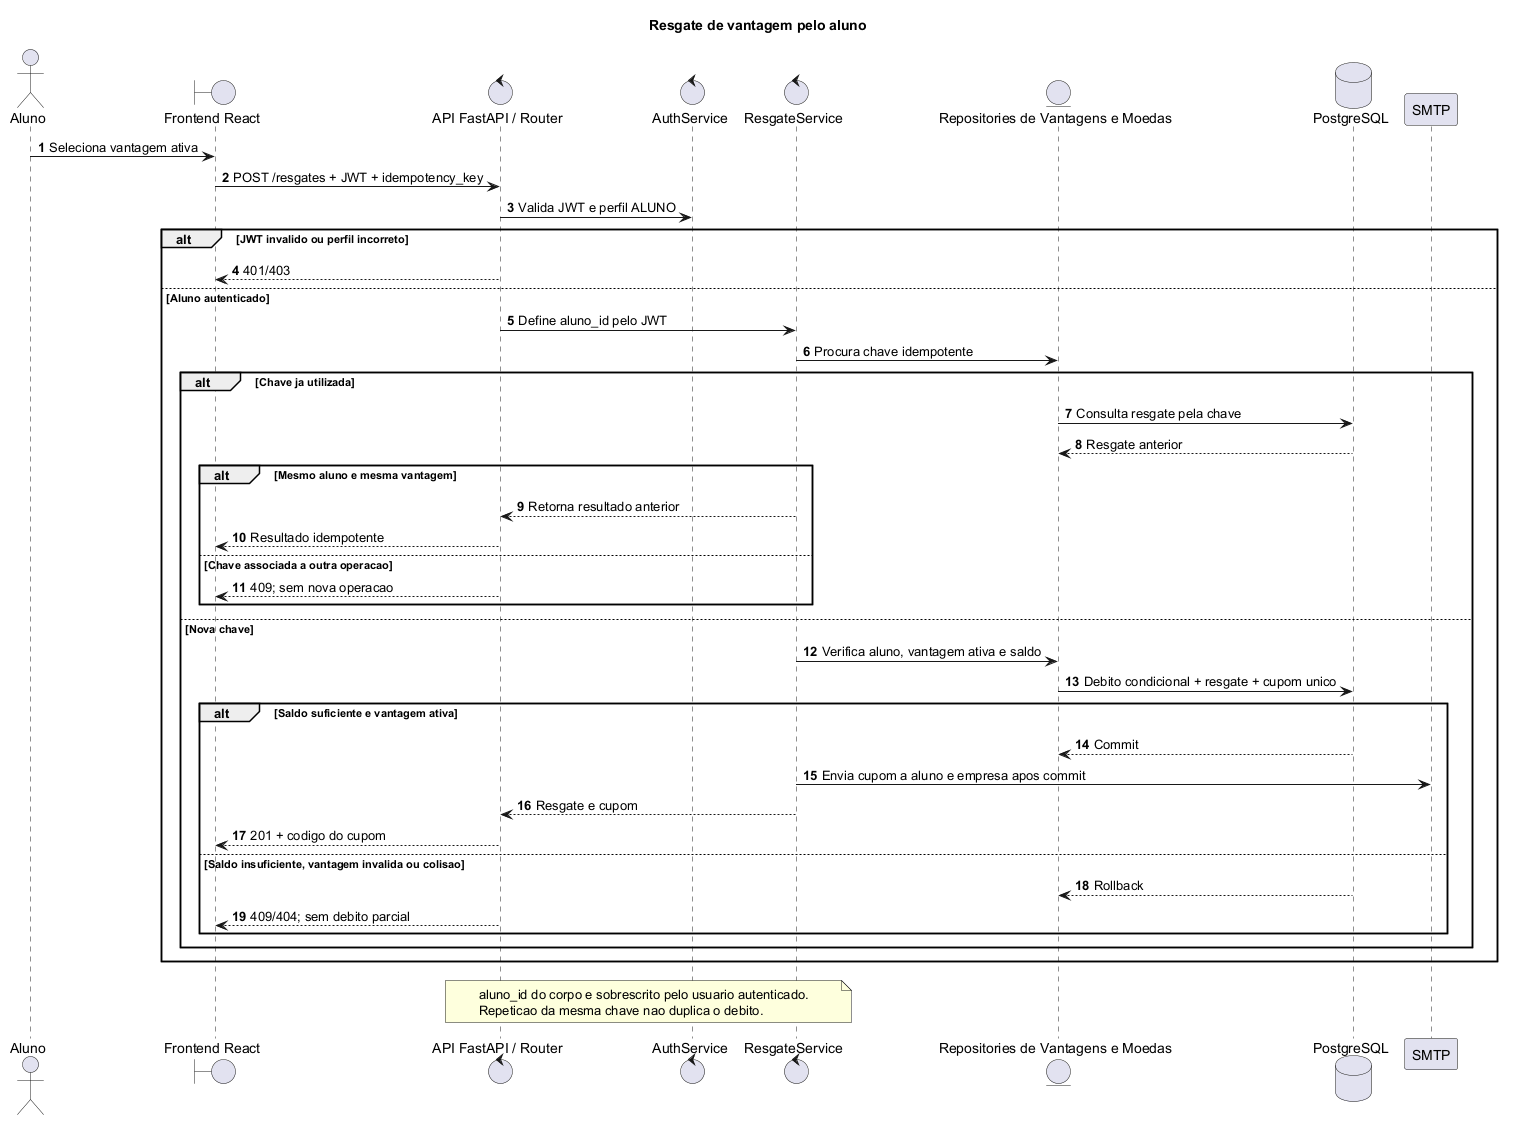 Resgate de vantagem pelo aluno
Aluno
Frontend React
API FastAPI / Router
AuthService
ResgateService
Repositories de Vantagens e Moedas
PostgreSQL
SMTP
1 Seleciona vantagem ativa
2 POST /resgates + JWT + idempotency_key
3 Valida JWT e perfil ALUNO
alt [JWT invalido ou perfil incorreto]
4 401/403
[Aluno autenticado]
5 Define aluno_id pelo JWT
6 Procura chave idempotente
alt [Chave ja utilizada]
7 Consulta resgate pela chave
8 Resgate anterior
alt [Mesmo aluno e mesma vantagem]
9 Retorna resultado anterior
10 Resultado idempotente
[Chave associada a outra operacao]
11 409; sem nova operacao
[Nova chave]
12 Verifica aluno, vantagem ativa e saldo
13 Debito condicional + resgate + cupom unico
alt [Saldo suficiente e vantagem ativa]
14 Commit
15 Envia cupom a aluno e empresa apos commit
16 Resgate e cupom
17 201 + codigo do cupom
[Saldo insuficiente, vantagem invalida ou colisao]
18 Rollback
19 409/404; sem debito parcial
aluno_id do corpo e sobrescrito pelo usuario autenticado.
Repeticao da mesma chave nao duplica o debito.
Aluno
Frontend React
API FastAPI / Router
AuthService
ResgateService
Repositories de Vantagens e Moedas
PostgreSQL
SMTP